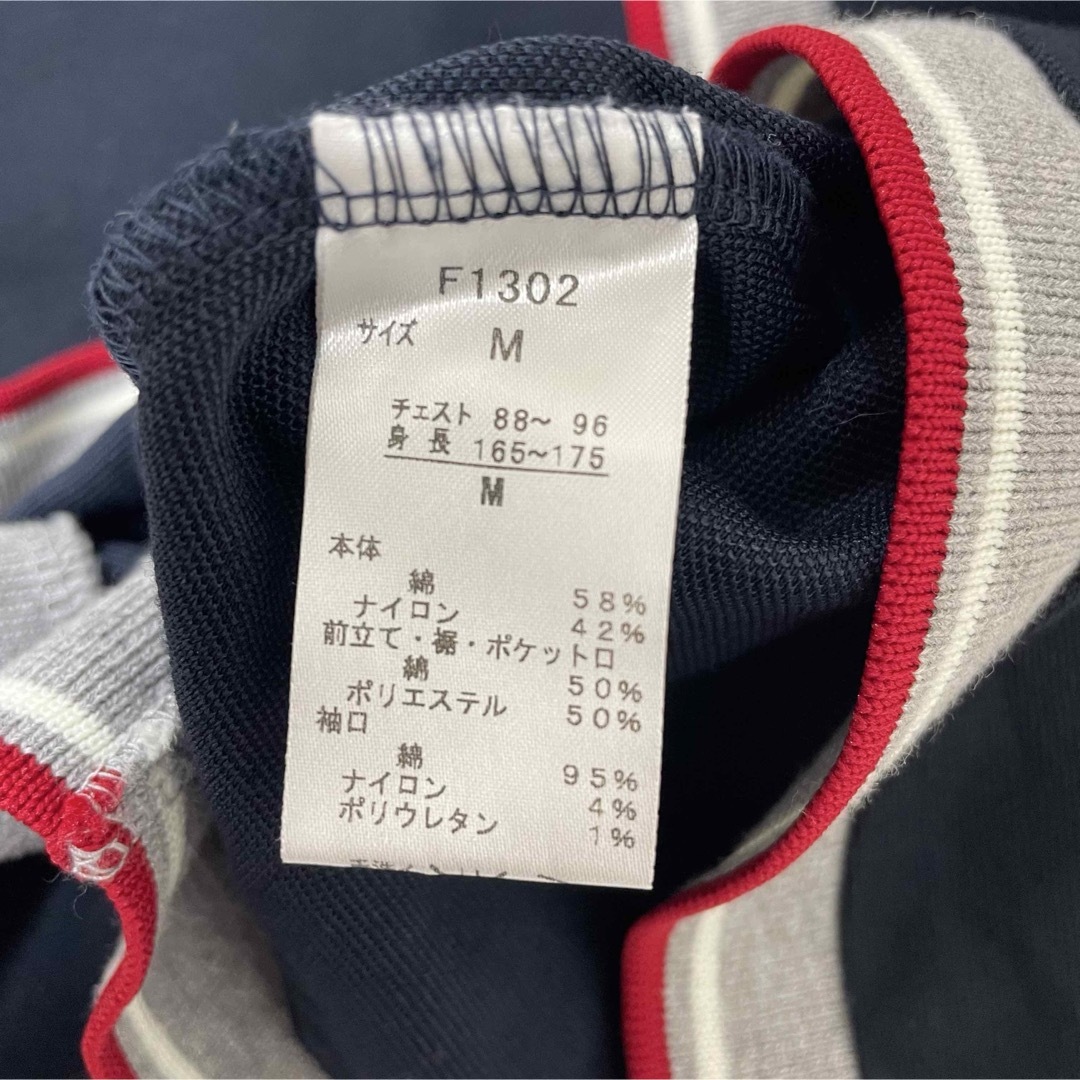 F1302
サイズ M
チェスト 88～ 96
身長 165～175
M
本体
綿 58%
ナイロン 42%
前立て・裾・ポケット口
綿 50%
ポリエステル 50%
袖口
綿 95%
ナイロン 4%
ポリウレタン 1%